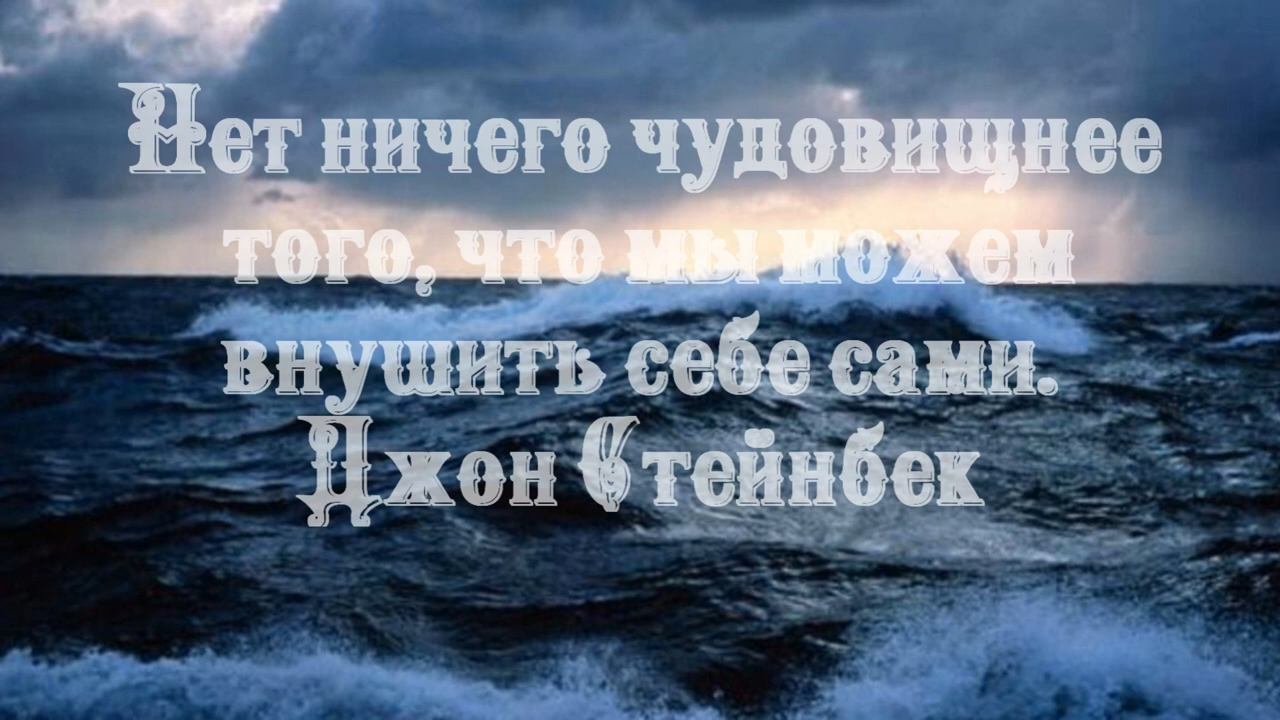 Нет ничего чудовищнее
того, что мы можем
внушить себе сами.
Джон Стейнбек